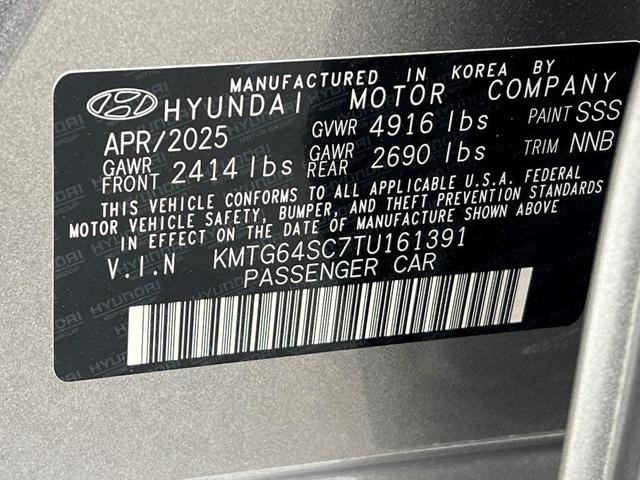 MANUFACTURED IN KOREA BY
HYUNDAI MOTOR COMPANY
APR/2025 GVWR 4916 lbs PAINT SSS
GAWR FRONT 2414 lbs GAWR REAR 2690 lbs TRIM NNB
THIS VEHICLE CONFORMS TO ALL APPLICABLE U.S.A. FEDERAL
MOTOR VEHICLE SAFETY, BUMPER, AND THEFT PREVENTION STANDARDS
IN EFFECT ON THE DATE OF MANUFACTURE SHOWN ABOVE
V.I.N KMTG64SC7TU161391
PASSENGER CAR